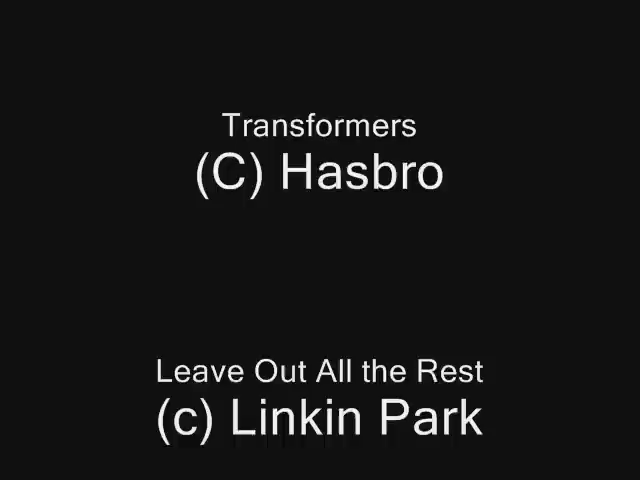 Transformers
(C) Hasbro
Leave Out All the Rest
(c) Linkin Park